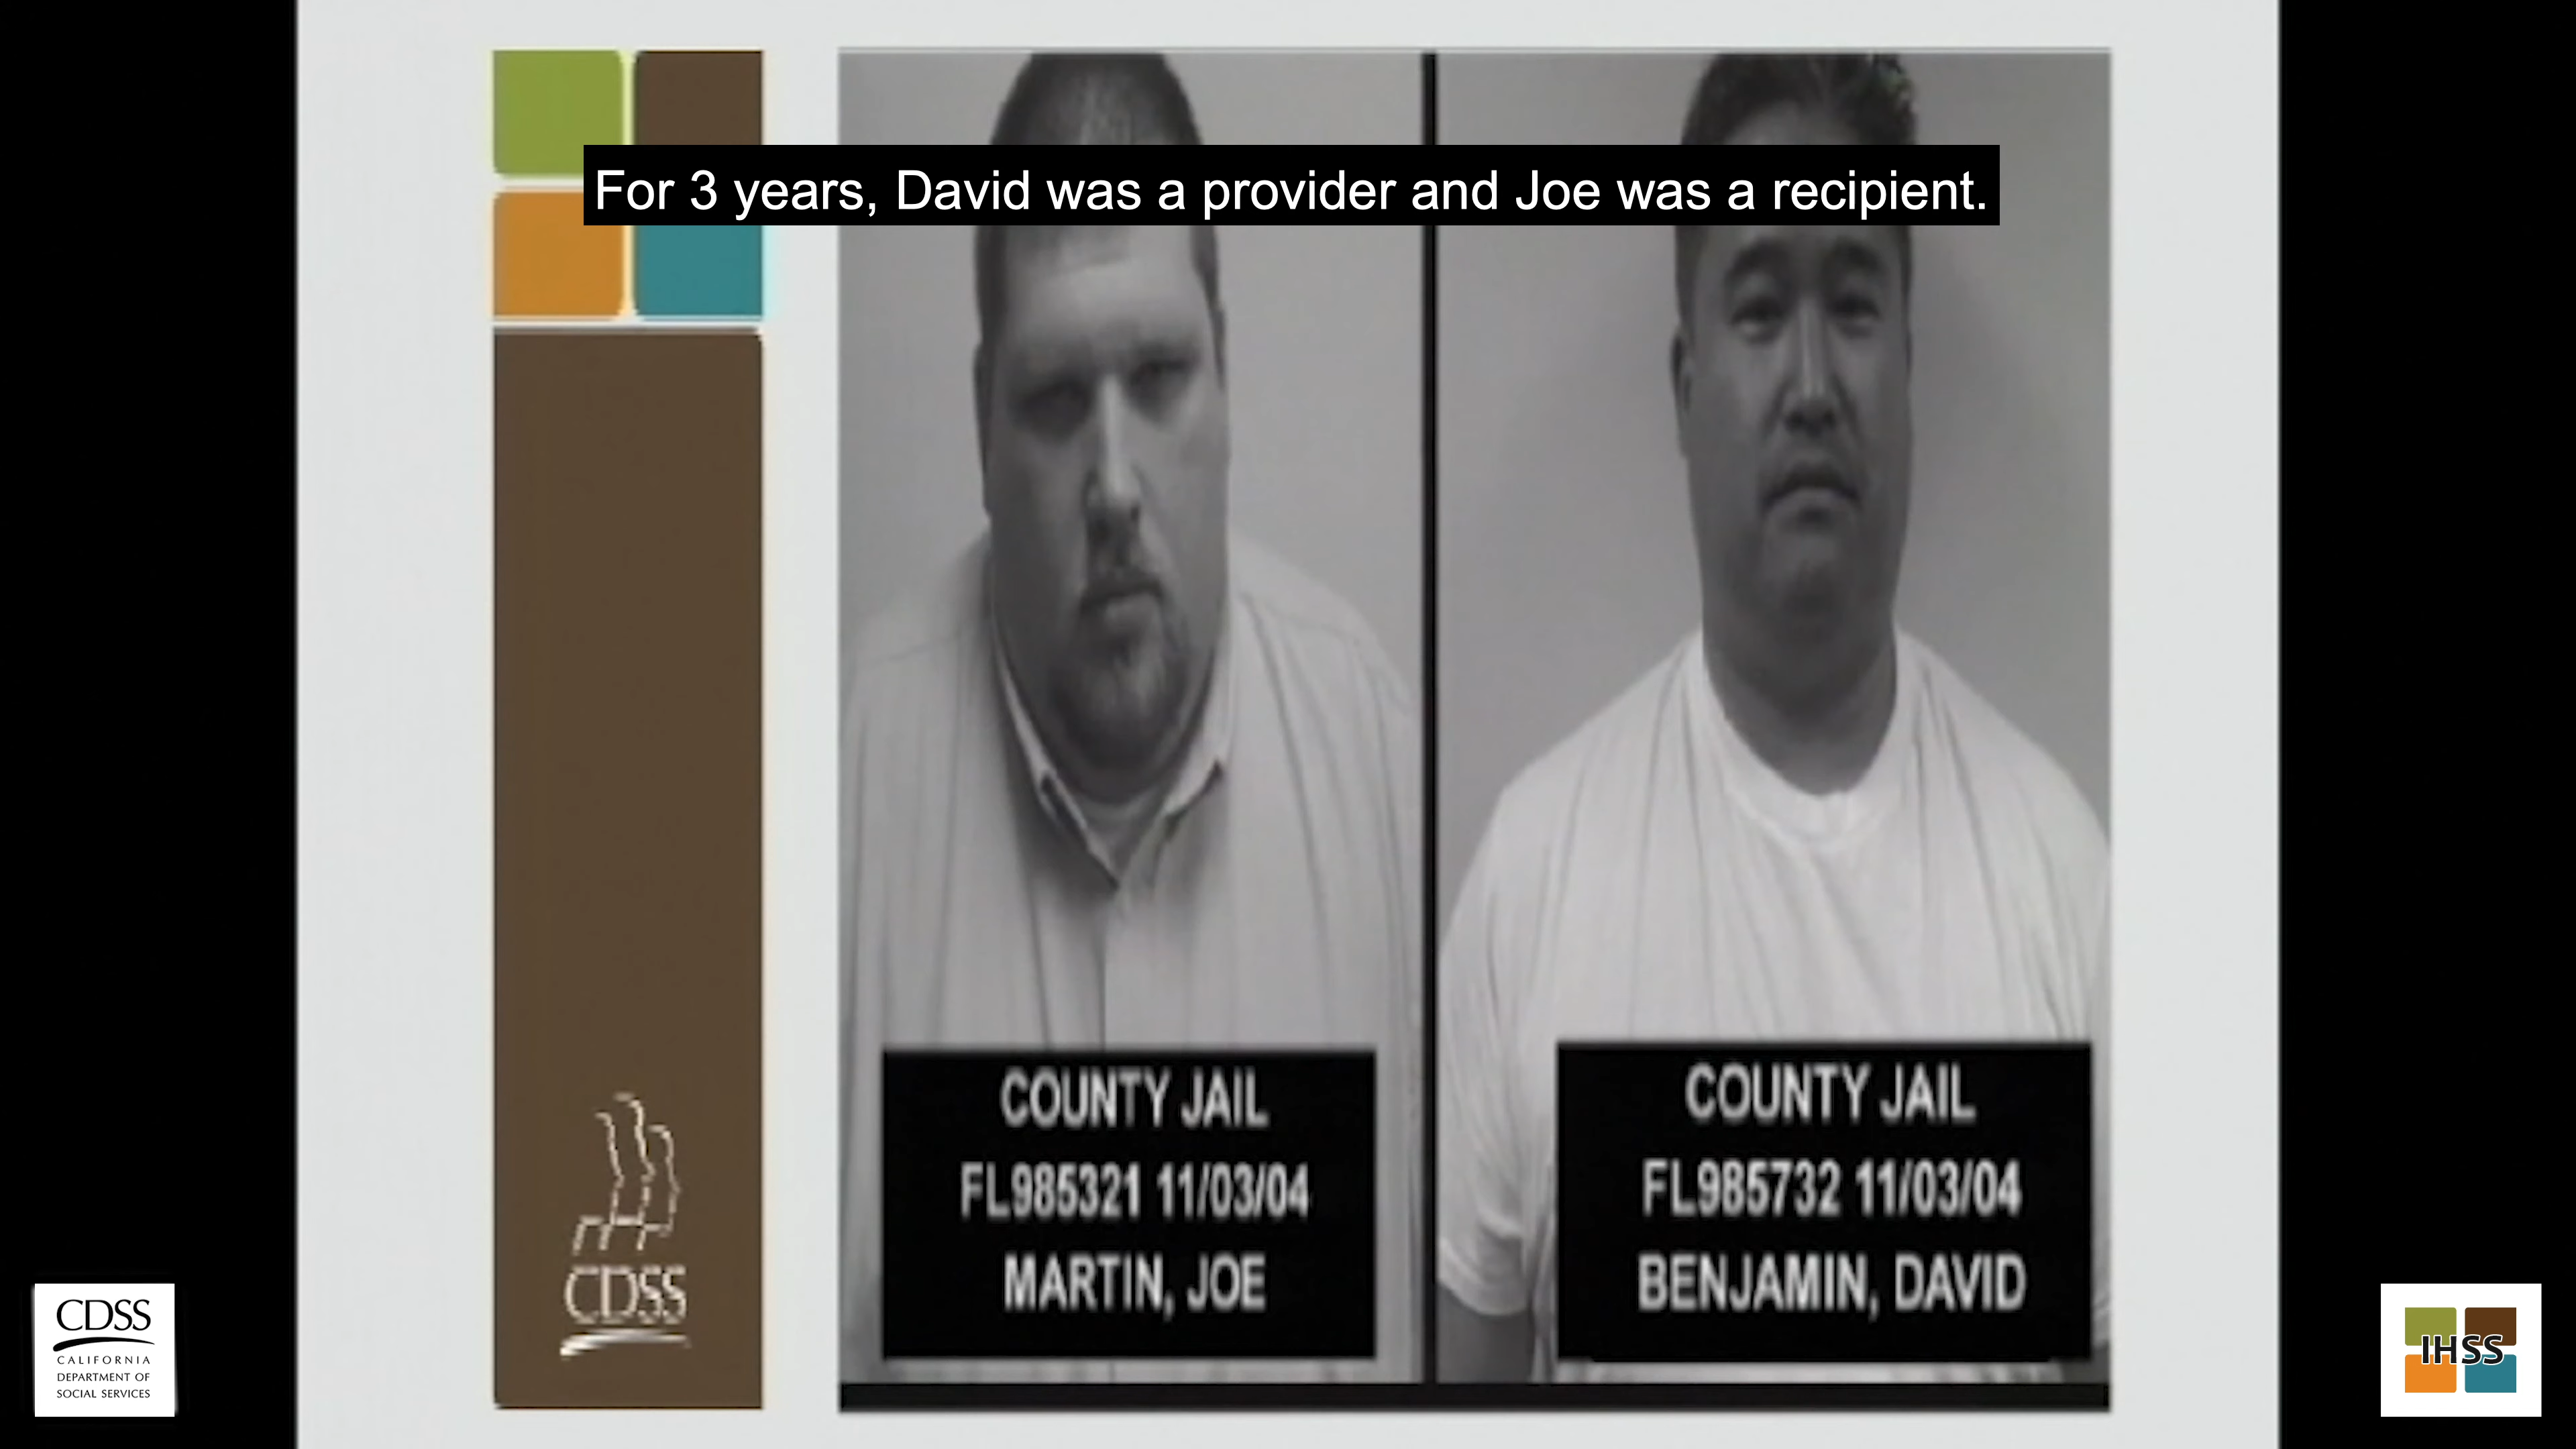 For 3 years, David was a provider and Joe was a recipient.
COUNTY JAIL
FL985321 11/03/04
MARTIN, JOE
COUNTY JAIL
FL985732 11/03/04
BENJAMIN, DAVID
CDSS
CDSS
CALIFORNIA
DEPARTMENT OF
SOCIAL SERVICES
IHSS